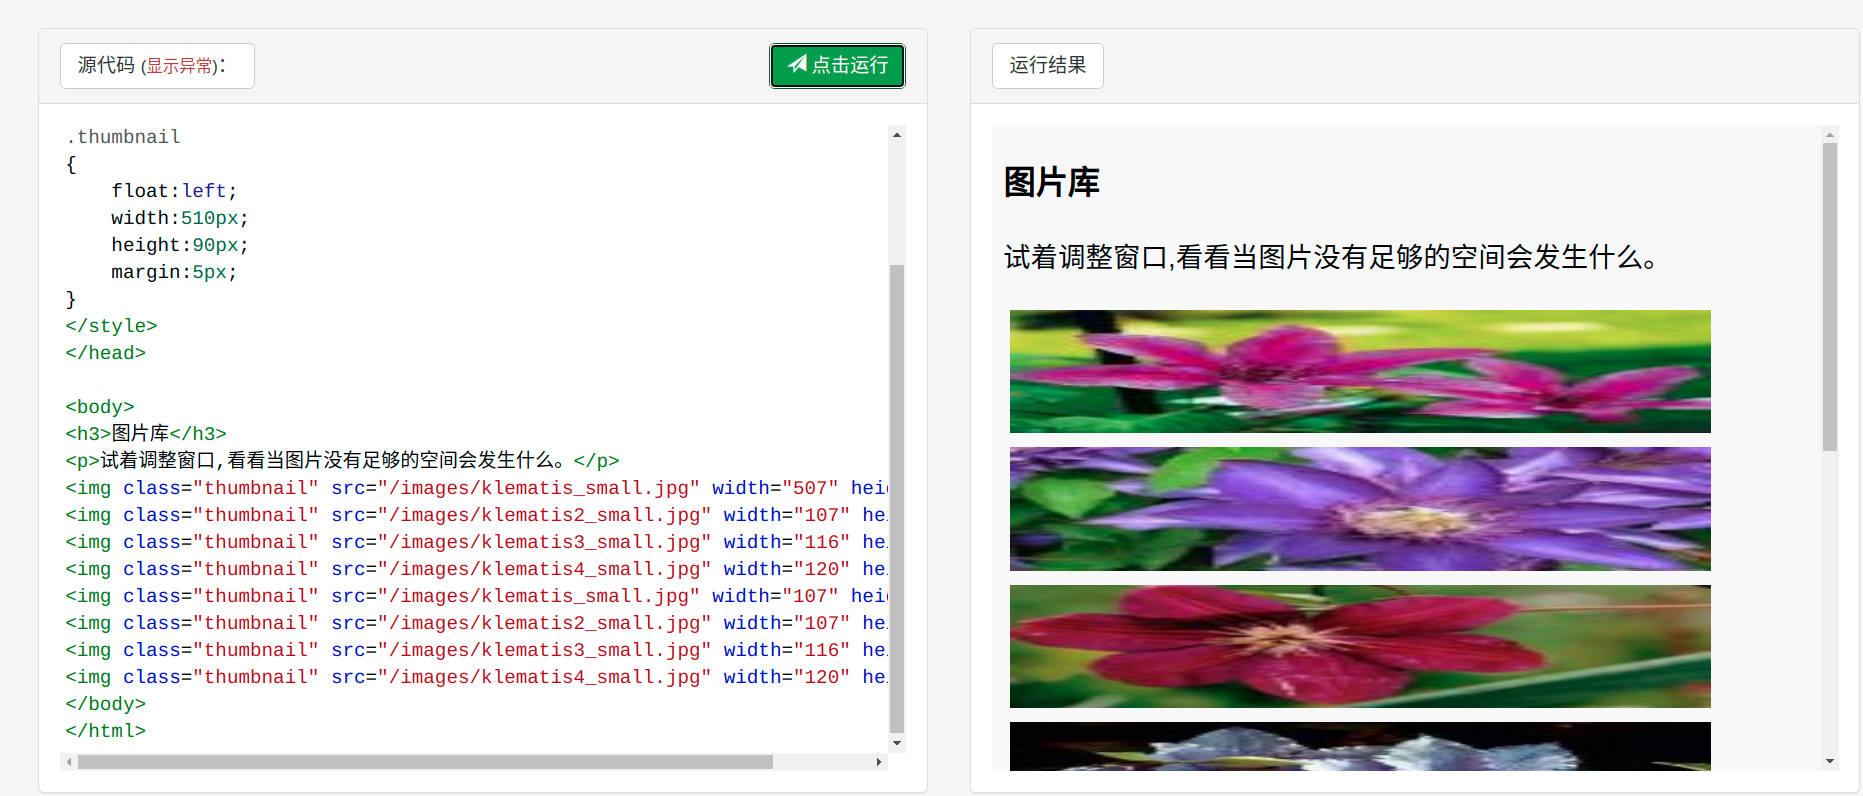 源代码 (显示异常)：
点击运行
.thumbnail
{
    float:left;
    width:510px;
    height:90px;
    margin:5px;
}
</style>
</head>
<body>
<h3>图片库</h3>
<p>试着调整窗口,看看当图片没有足够的空间会发生什么。</p>
<img class="thumbnail" src="/images/klematis_small.jpg" width="507" hei
<img class="thumbnail" src="/images/klematis2_small.jpg" width="107" he
<img class="thumbnail" src="/images/klematis3_small.jpg" width="116" he
<img class="thumbnail" src="/images/klematis4_small.jpg" width="120" he
<img class="thumbnail" src="/images/klematis_small.jpg" width="107" hei
<img class="thumbnail" src="/images/klematis2_small.jpg" width="107" he
<img class="thumbnail" src="/images/klematis3_small.jpg" width="116" he
<img class="thumbnail" src="/images/klematis4_small.jpg" width="120" he
</body>
</html>
运行结果
图片库
试着调整窗口,看看当图片没有足够的空间会发生什么。